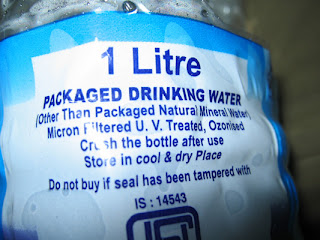 1 Litre
PACKAGED DRINKING WATER
(Other Than Packaged Natural Mineral Water)
Micron Filtered U. V. Treated, Ozonised
Crush the bottle after use
Store in cool & dry Place
Do not buy if seal has been tampered with
IS : 14543